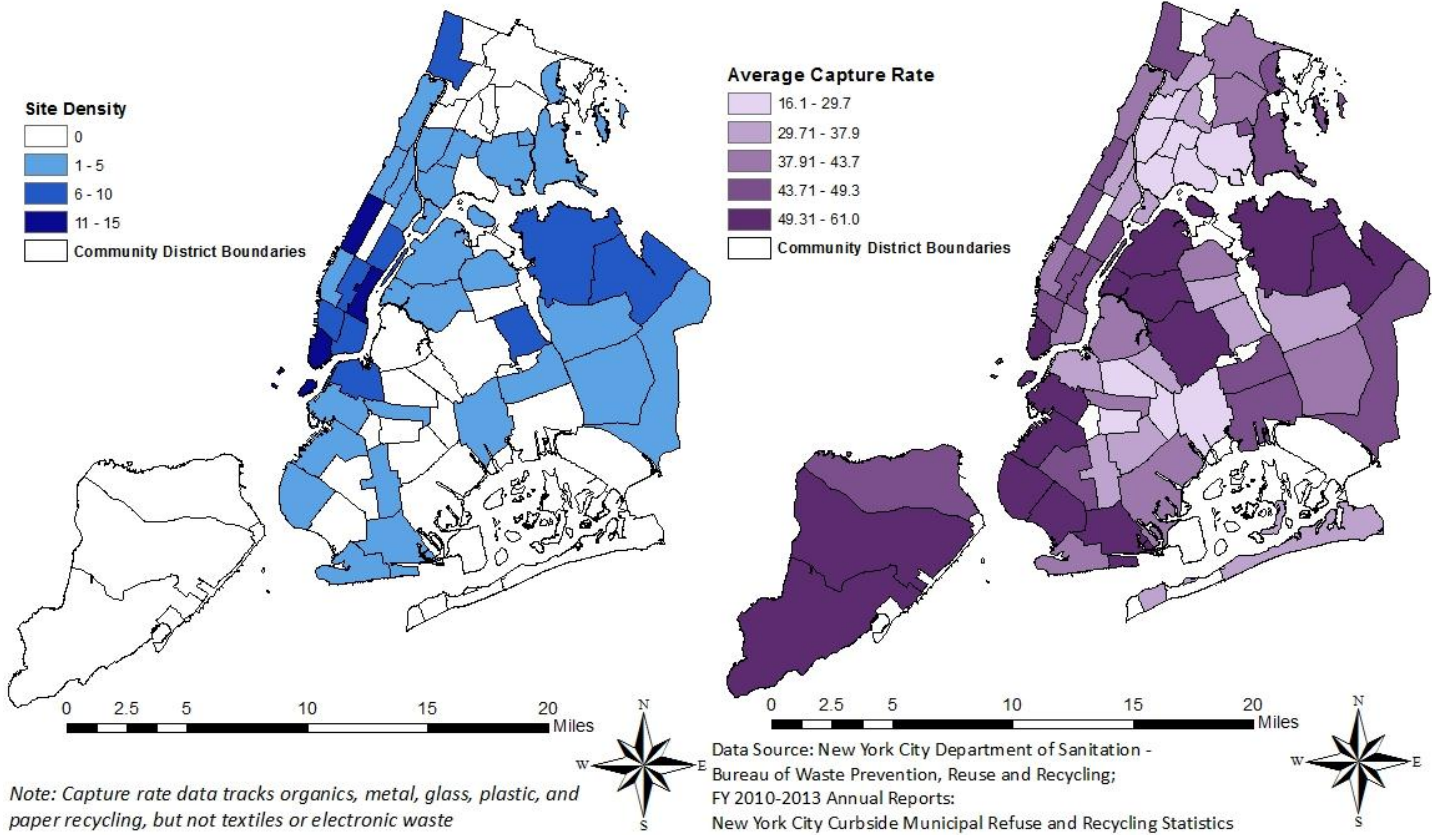 Site Density
0
1 - 5
6 - 10
11 - 15
Community District Boundaries
0 2.5 5 10 15 20
Miles
N
W E
S
Note: Capture rate data tracks organics, metal, glass, plastic, and
paper recycling, but not textiles or electronic waste
Average Capture Rate
16.1 - 29.7
29.71 - 37.9
37.91 - 43.7
43.71 - 49.3
49.31 - 61.0
Community District Boundaries
0 2.5 5 10 15 20
Miles
N
W E
S
Data Source: New York City Department of Sanitation -
Bureau of Waste Prevention, Reuse and Recycling;
FY 2010-2013 Annual Reports:
New York City Curbside Municipal Refuse and Recycling Statistics